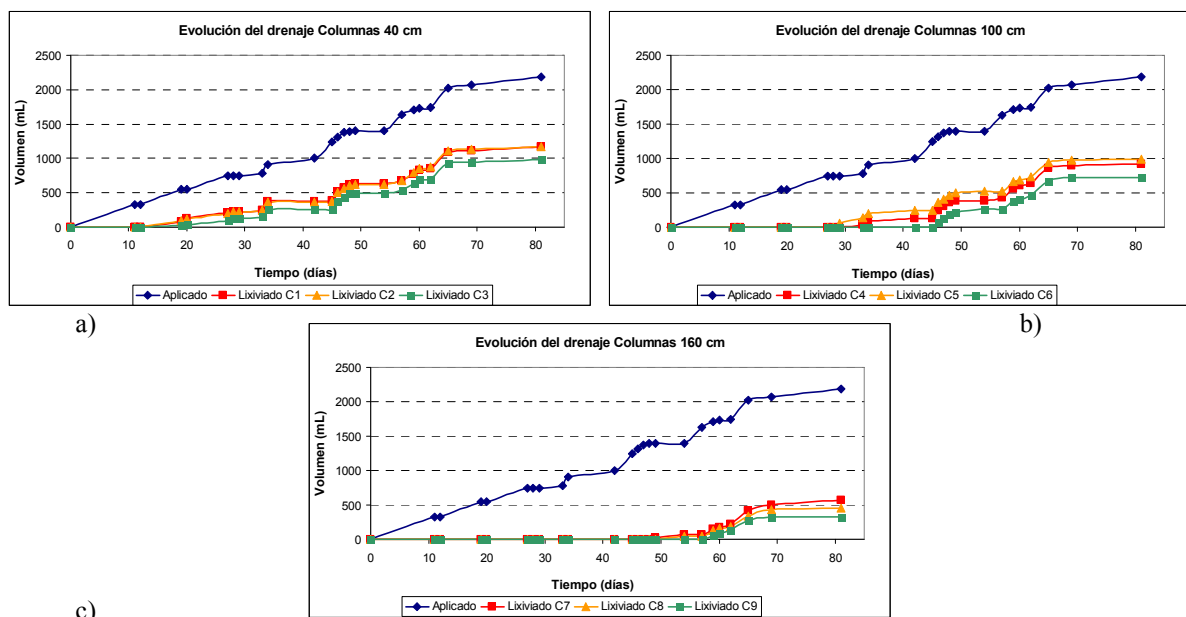 Evolución del drenaje Columnas 40 cm
2500
2000
1500
1000
500
0
Volumen (mL)
0 10 20 30 40 50 60 70 80
Tiempo (días)
Aplicado Lixiviado C1 Lixiviado C2 Lixiviado C3
a)
Evolución del drenaje Columnas 100 cm
2500
2000
1500
1000
500
0
Volumen (mL)
0 10 20 30 40 50 60 70 80
Tiempo (días)
Aplicado Lixiviado C4 Lixiviado C5 Lixiviado C6
b)
Evolución del drenaje Columnas 160 cm
2500
2000
1500
1000
500
0
Volumen (mL)
0 10 20 30 40 50 60 70 80
Tiempo (días)
Aplicado Lixiviado C7 Lixiviado C8 Lixiviado C9
c)